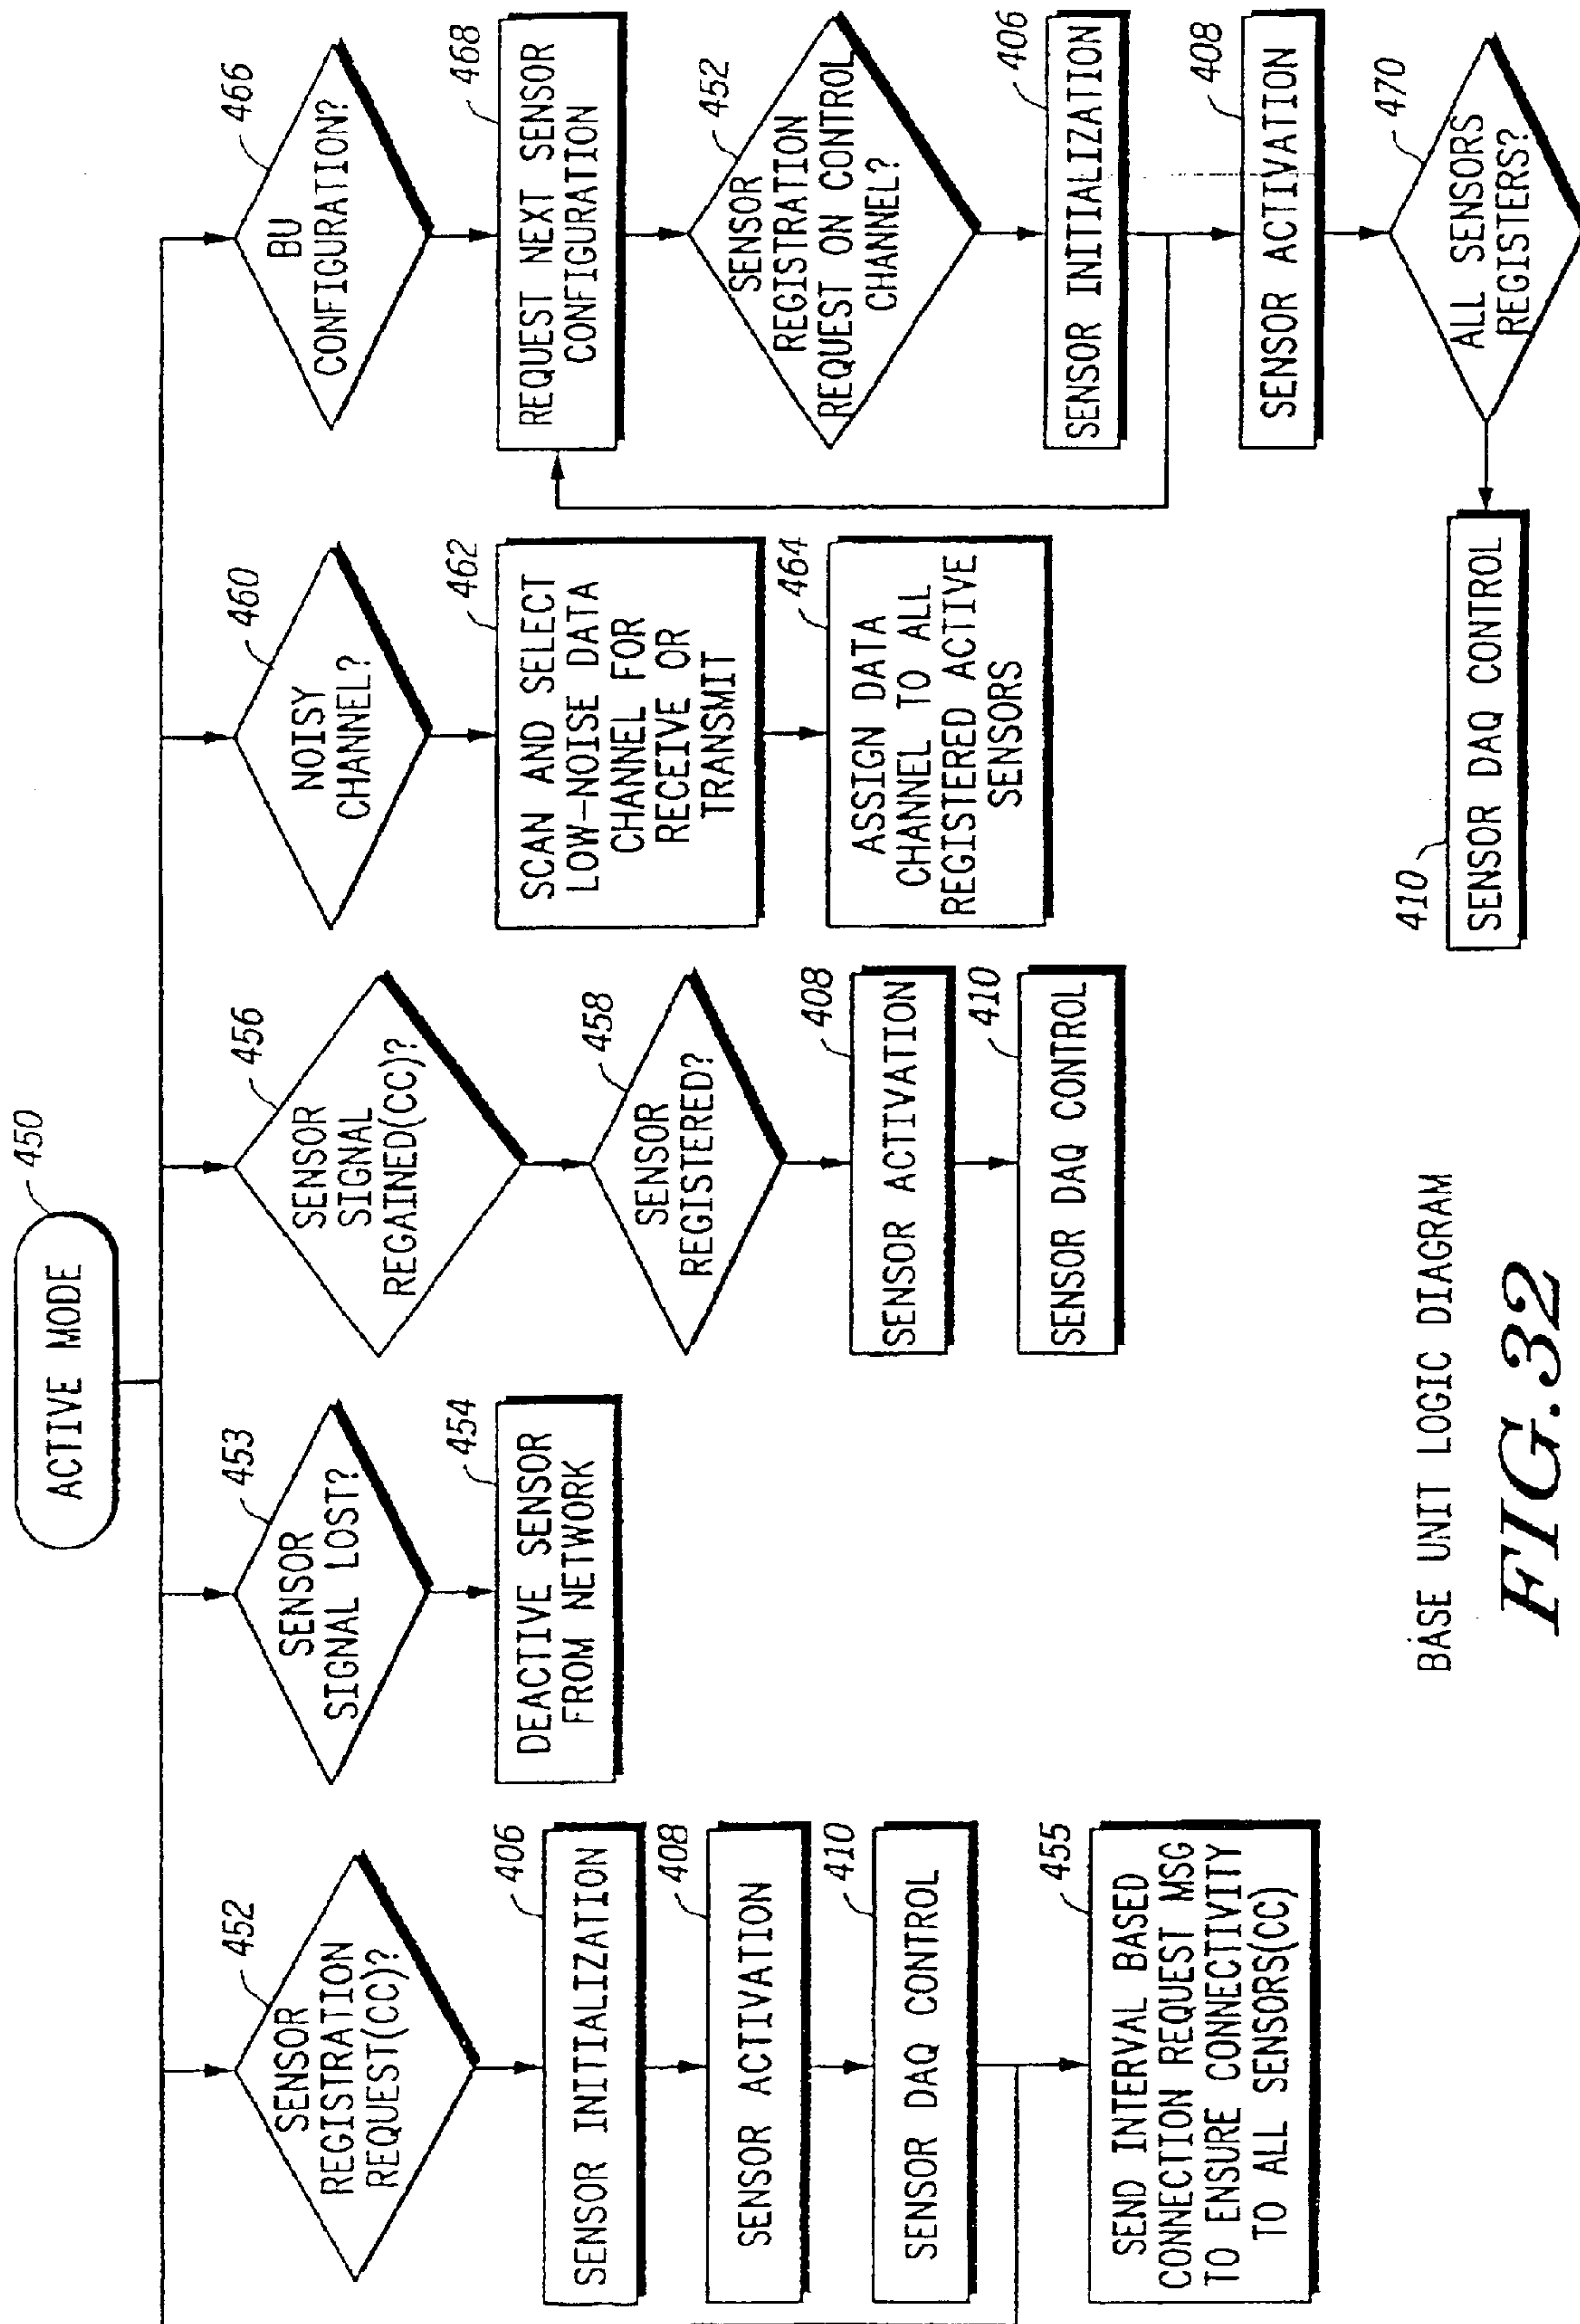 450
ACTIVE MODE
452
SENSOR
REGISTRATION
REQUEST(CC)?
406
SENSOR INITIALIZATION
408
SENSOR ACTIVATION
410
SENSOR DAQ CONTROL
455
SEND INTERVAL BASED
CONNECTION REQUEST MSG
TO ENSURE CONNECTIVITY
TO ALL SENSORS(CC)
453
SENSOR
SIGNAL LOST?
454
DEACTIVE SENSOR
FROM NETWORK
456
SENSOR
SIGNAL
REGAINED(CC)?
458
SENSOR
REGISTERED?
408
SENSOR ACTIVATION
410
SENSOR DAQ CONTROL
460
NOISY
CHANNEL?
462
SCAN AND SELECT
LOW-NOISE DATA
CHANNEL FOR
RECEIVE OR
TRANSMIT
464
ASSIGN DATA
CHANNEL TO ALL
REGISTERED ACTIVE
SENSORS
466
BU
CONFIGURATION?
468
REQUEST NEXT SENSOR
CONFIGURATION
452
SENSOR
REGISTRATION
REQUEST ON CONTROL
CHANNEL?
406
SENSOR INITIALIZATION
408
SENSOR ACTIVATION
470
ALL SENSORS
REGISTERS?
410
SENSOR DAQ CONTROL
BASE UNIT LOGIC DIAGRAM
FIG.32